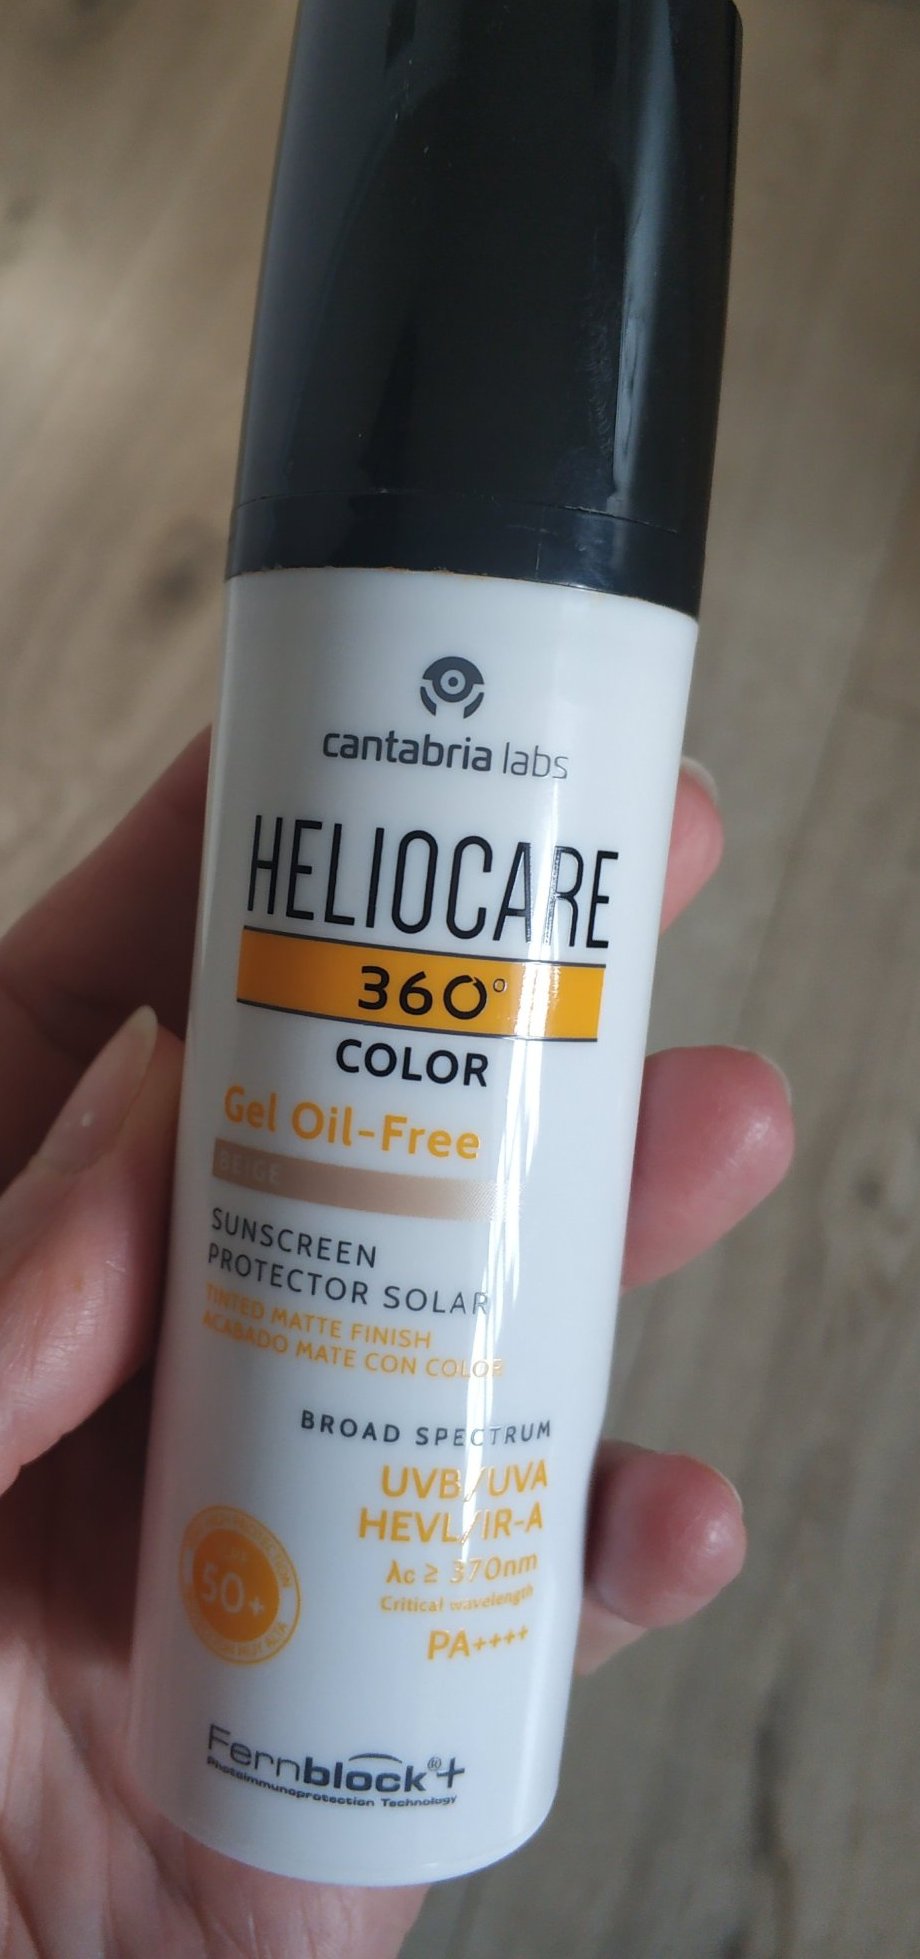 cantabria labs
HELIOCARE
360°
COLOR
Gel Oil-Free
BEIGE
SUNSCREEN
PROTECTOR SOLAR
TINTED MATTE FINISH
ACABADO MATE CON COLOR
BROAD SPECTRUM
UVB/UVA
HEVL/IR-A
λc ≥ 370nm
Critical wavelength
PA++++
50+
Fernblock®+
Photoimmunoprotection Technology